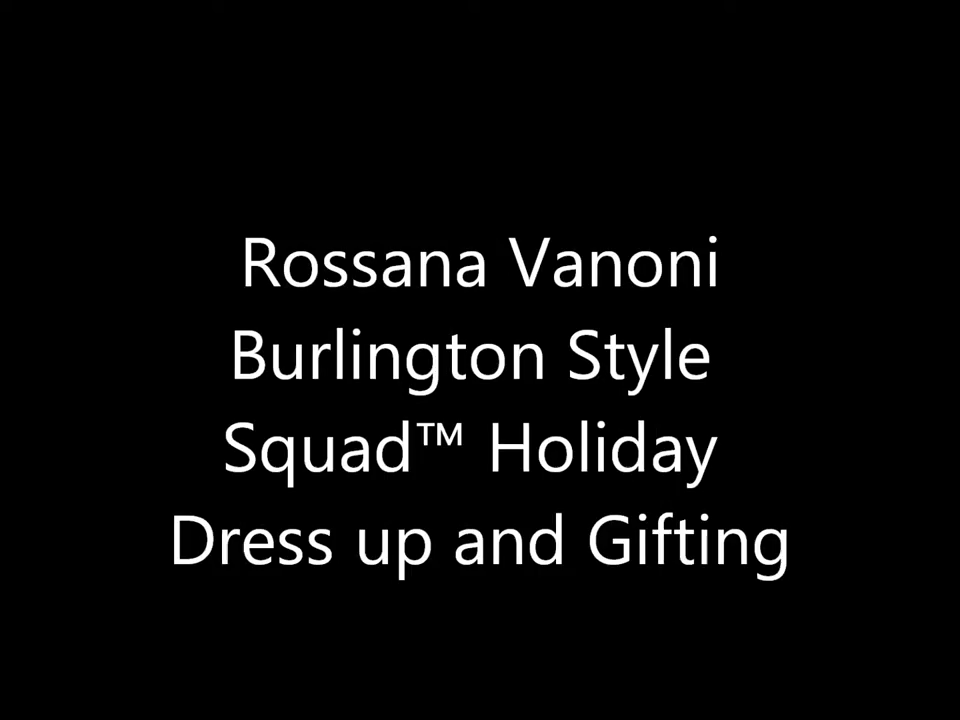 Rossana Vanoni
Burlington Style
Squad™ Holiday
Dress up and Gifting